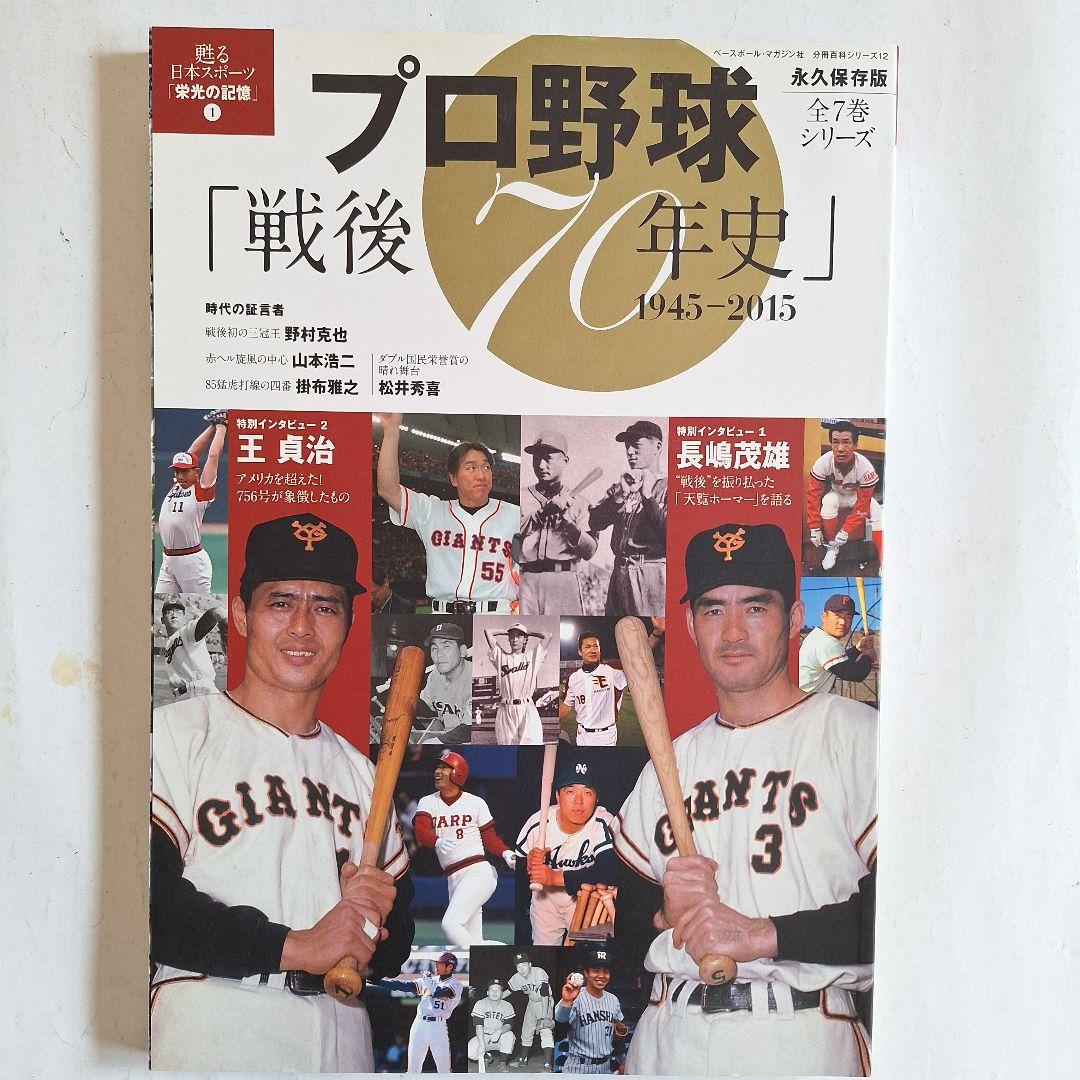 甦る
日本スポーツ
「栄光の記憶」
1
ベースボール・マガジン社 分冊百科シリーズ12
永久保存版
全7巻
シリーズ
プロ野球
「戦後70年史」
1945-2015
時代の証言者
戦後初の三冠王 野村克也
赤ヘル旋風の中心 山本浩二
85猛虎打線の四番 掛布雅之
ダブル国民栄誉賞の
晴れ舞台
松井秀喜
特別インタビュー 2
王 貞治
アメリカを超えた!
756号が象徴したもの
特別インタビュー 1
長嶋茂雄
"戦後"を振り払った
「天覧ホーマー」を語る
11
GIANTS
55
18
GIANT
GIANTS
3
CARP
8
N
Hawks
51
HANSHI
5